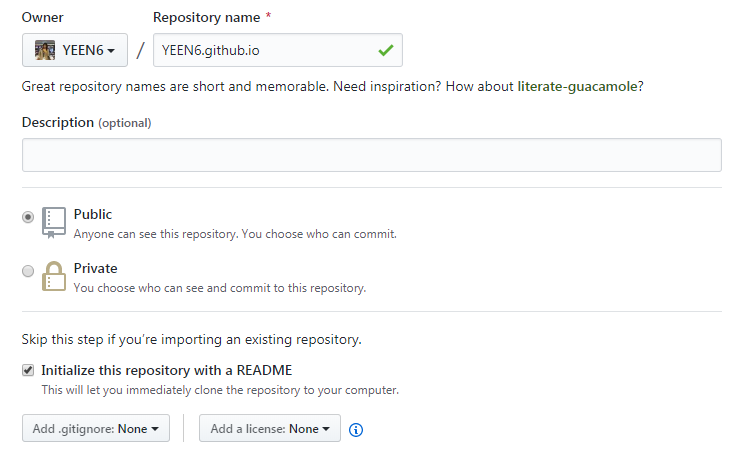 Owner Repository name *
YEEN6 / YEEN6.github.io
Great repository names are short and memorable. Need inspiration? How about literate-guacamole?
Description (optional)
Public
Anyone can see this repository. You choose who can commit.
Private
You choose who can see and commit to this repository.
Skip this step if you’re importing an existing repository.
Initialize this repository with a README
This will let you immediately clone the repository to your computer.
Add .gitignore: None Add a license: None